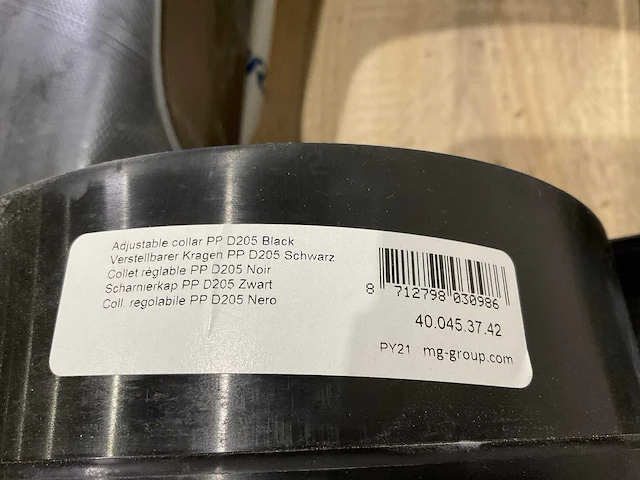 Adjustable collar PP D205 Black
Verstellbarer Kragen PP D205 Schwarz
Collet réglable PP D205 Noir
Scharnierkap PP D205 Zwart
Coll. regolabile PP D205 Nero
8 712798 030986
40.045.37.42
PY21 mg-group.com